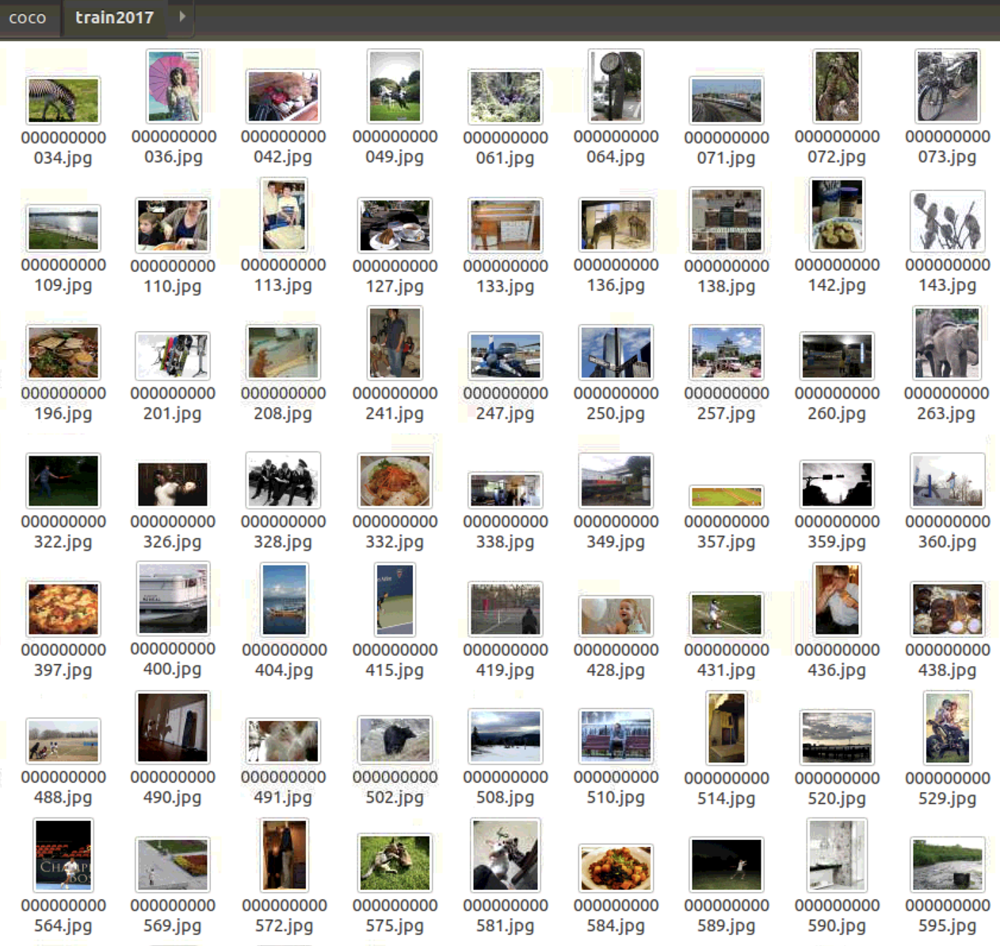 coco train2017
000000000 000000000 000000000 000000000 000000000 000000000 000000000 000000000 000000000
034.jpg 036.jpg 042.jpg 049.jpg 061.jpg 064.jpg 071.jpg 072.jpg 073.jpg
000000000 000000000 000000000 000000000 000000000 000000000 000000000 000000000 000000000
109.jpg 110.jpg 113.jpg 127.jpg 133.jpg 136.jpg 138.jpg 142.jpg 143.jpg
000000000 000000000 000000000 000000000 000000000 000000000 000000000 000000000 000000000
196.jpg 201.jpg 208.jpg 241.jpg 247.jpg 250.jpg 257.jpg 260.jpg 263.jpg
000000000 000000000 000000000 000000000 000000000 000000000 000000000 000000000 000000000
322.jpg 326.jpg 328.jpg 332.jpg 338.jpg 349.jpg 357.jpg 359.jpg 360.jpg
000000000 000000000 000000000 000000000 000000000 000000000 000000000 000000000 000000000
397.jpg 400.jpg 404.jpg 415.jpg 419.jpg 428.jpg 431.jpg 436.jpg 438.jpg
000000000 000000000 000000000 000000000 000000000 000000000 000000000 000000000 000000000
488.jpg 490.jpg 491.jpg 502.jpg 508.jpg 510.jpg 514.jpg 520.jpg 529.jpg
CHAMPI
BOS
000000000 000000000 000000000 000000000 000000000 000000000 000000000 000000000 000000000
564.jpg 569.jpg 572.jpg 575.jpg 581.jpg 584.jpg 589.jpg 590.jpg 595.jpg